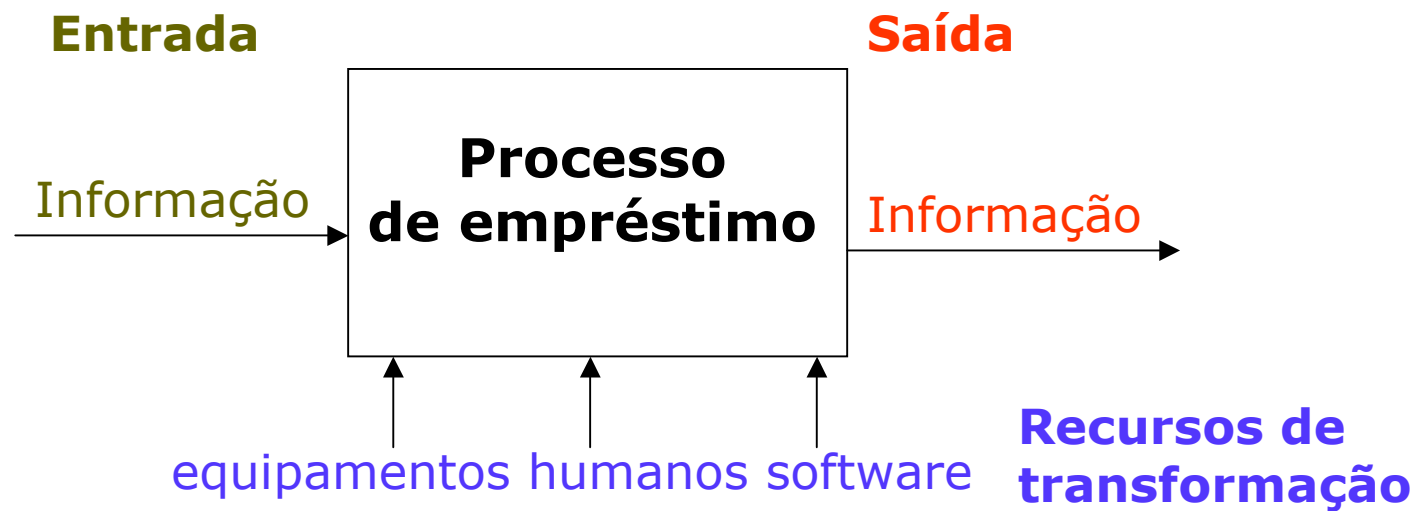 Entrada
Saída
Processo
de empréstimo
Informação
Informação
equipamentos humanos software
Recursos de
transformação